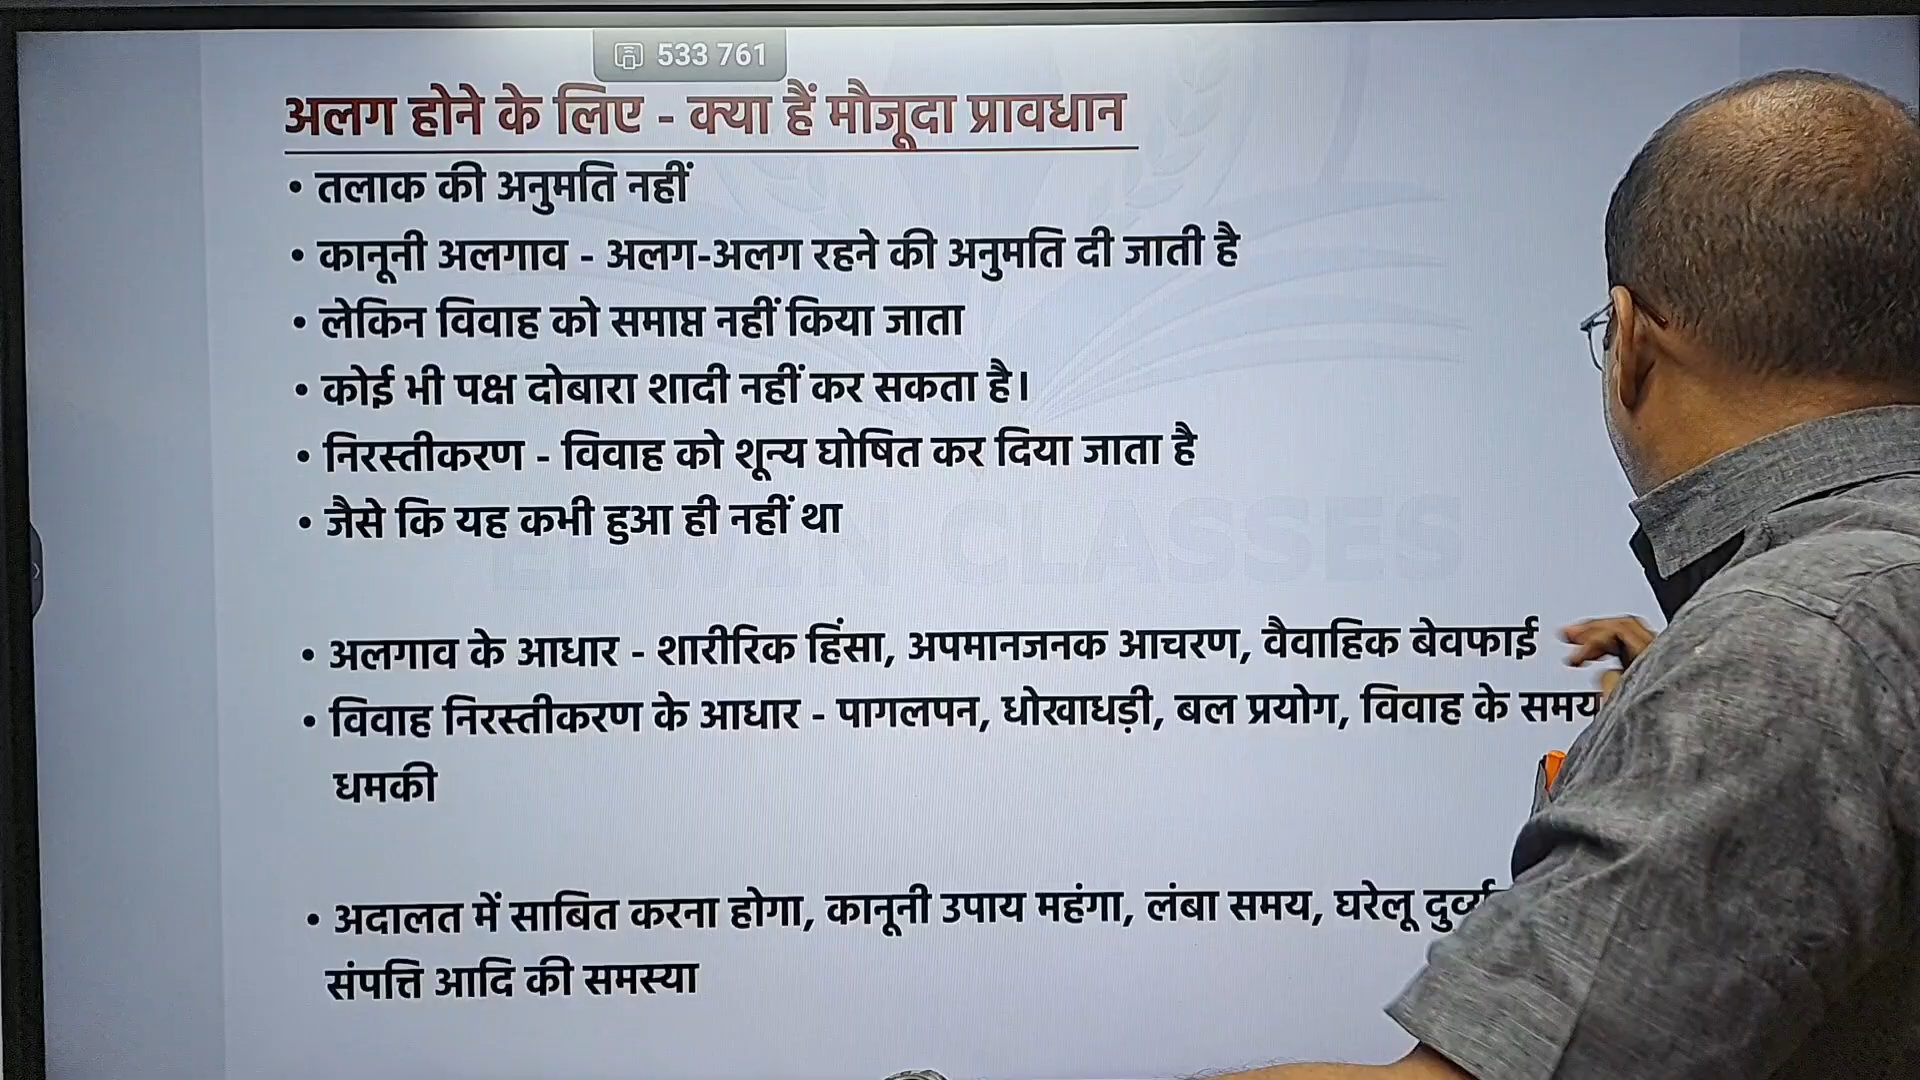 533 761
अलग होने के लिए - क्या हैं मौजूदा प्रावधान
• तलाक की अनुमति नहीं
• कानूनी अलगाव - अलग-अलग रहने की अनुमति दी जाती है
• लेकिन विवाह को समाप्त नहीं किया जाता
• कोई भी पक्ष दोबारा शादी नहीं कर सकता है।
• निरस्तीकरण - विवाह को शून्य घोषित कर दिया जाता है
• जैसे कि यह कभी हुआ ही नहीं था
ELWIN CLASSES
• अलगाव के आधार - शारीरिक हिंसा, अपमानजनक आचरण, वैवाहिक बेवफाई
• विवाह निरस्तीकरण के आधार - पागलपन, धोखाधड़ी, बल प्रयोग, विवाह के समय
धमकी
• अदालत में साबित करना होगा, कानूनी उपाय महंगा, लंबा समय, घरेलू
संपत्ति आदि की समस्या